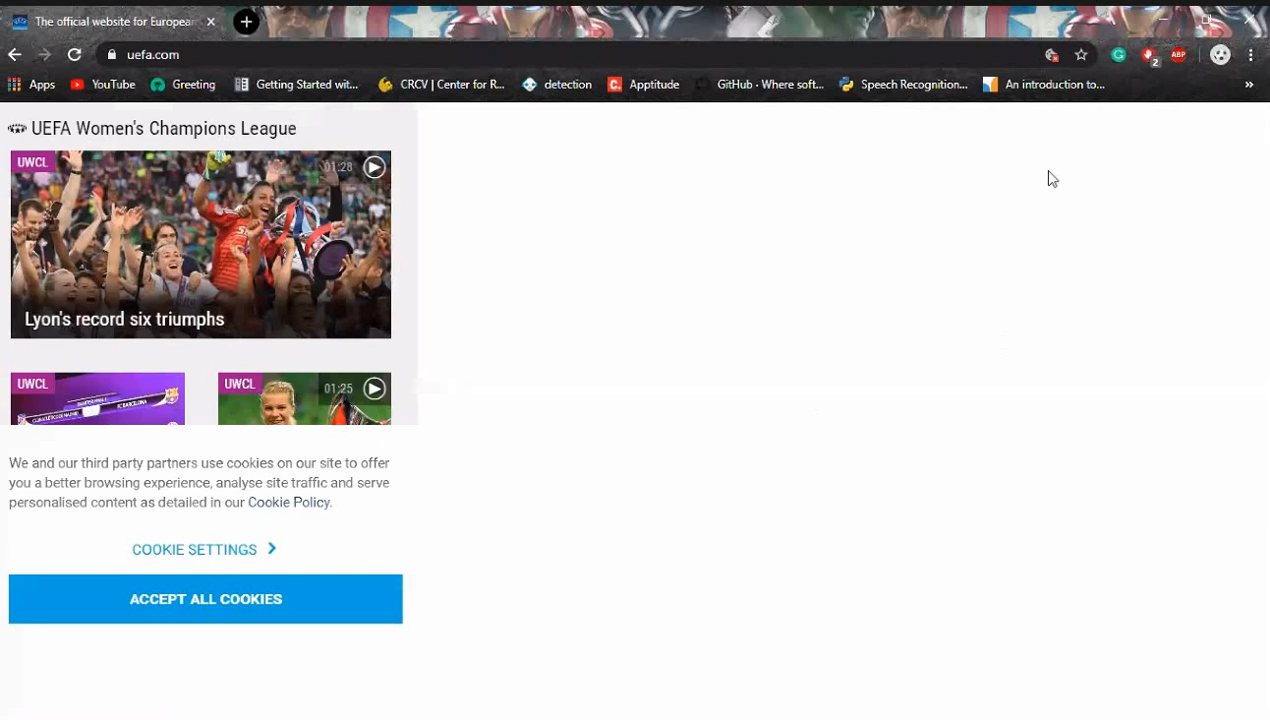 The official website for European
uefa.com
2
ABP
Apps
YouTube
Greeting
Getting Started wit...
CRCV | Center for R...
detection
Apptitude
GitHub · Where soft...
Speech Recognition...
An introduction to...
»
UEFA Women's Champions League
UWCL
01:28
Lyon's record six triumphs
UWCL
UWCL
01:25
We and our third party partners use cookies on our site to offer
you a better browsing experience, analyse site traffic and serve
personalised content as detailed in our Cookie Policy.
COOKIE SETTINGS
ACCEPT ALL COOKIES